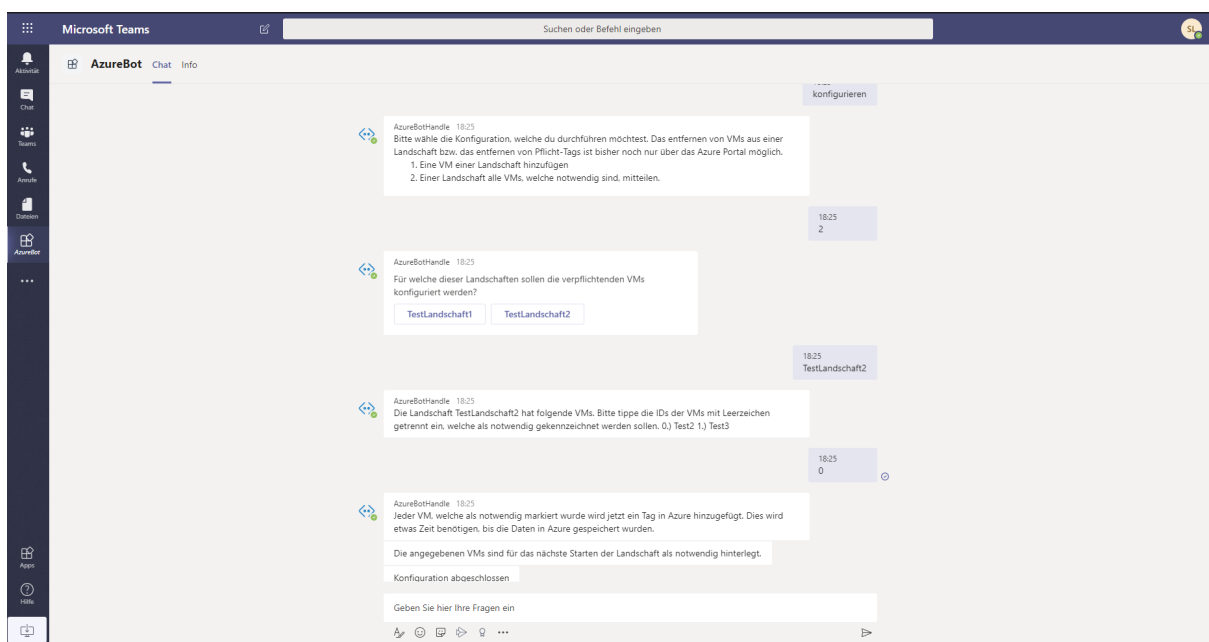 Microsoft Teams
Suchen oder Befehl eingeben
SL
Aktivität
Chat
Teams
Anrufe
Dateien
AzureBot
Apps
Hilfe
AzureBot Chat Info
konfigurieren
AzureBotHandle 18:25
Bitte wähle die Konfiguration, welche du durchführen möchtest. Das entfernen von VMs aus einer
Landschaft bzw. das entfernen von Pflicht-Tags ist bisher noch nur über das Azure Portal möglich.
1. Eine VM einer Landschaft hinzufügen
2. Einer Landschaft alle VMs, welche notwendig sind, mitteilen.
18:25
2
AzureBotHandle 18:25
Für welche dieser Landschaften sollen die verpflichtenden VMs
konfiguriert werden?
TestLandschaft1 TestLandschaft2
18:25
TestLandschaft2
AzureBotHandle 18:25
Die Landschaft TestLandschaft2 hat folgende VMs. Bitte tippe die IDs der VMs mit Leerzeichen
getrennt ein, welche als notwendig gekennzeichnet werden sollen. 0.) Test2 1.) Test3
18:25
0
AzureBotHandle 18:25
Jeder VM, welche als notwendig markiert wurde wird jetzt ein Tag in Azure hinzugefügt. Dies wird
etwas Zeit benötigen, bis die Daten in Azure gespeichert wurden.
Die angegebenen VMs sind für das nächste Starten der Landschaft als notwendig hinterlegt.
Konfiguration abgeschlossen
Geben Sie hier Ihre Fragen ein